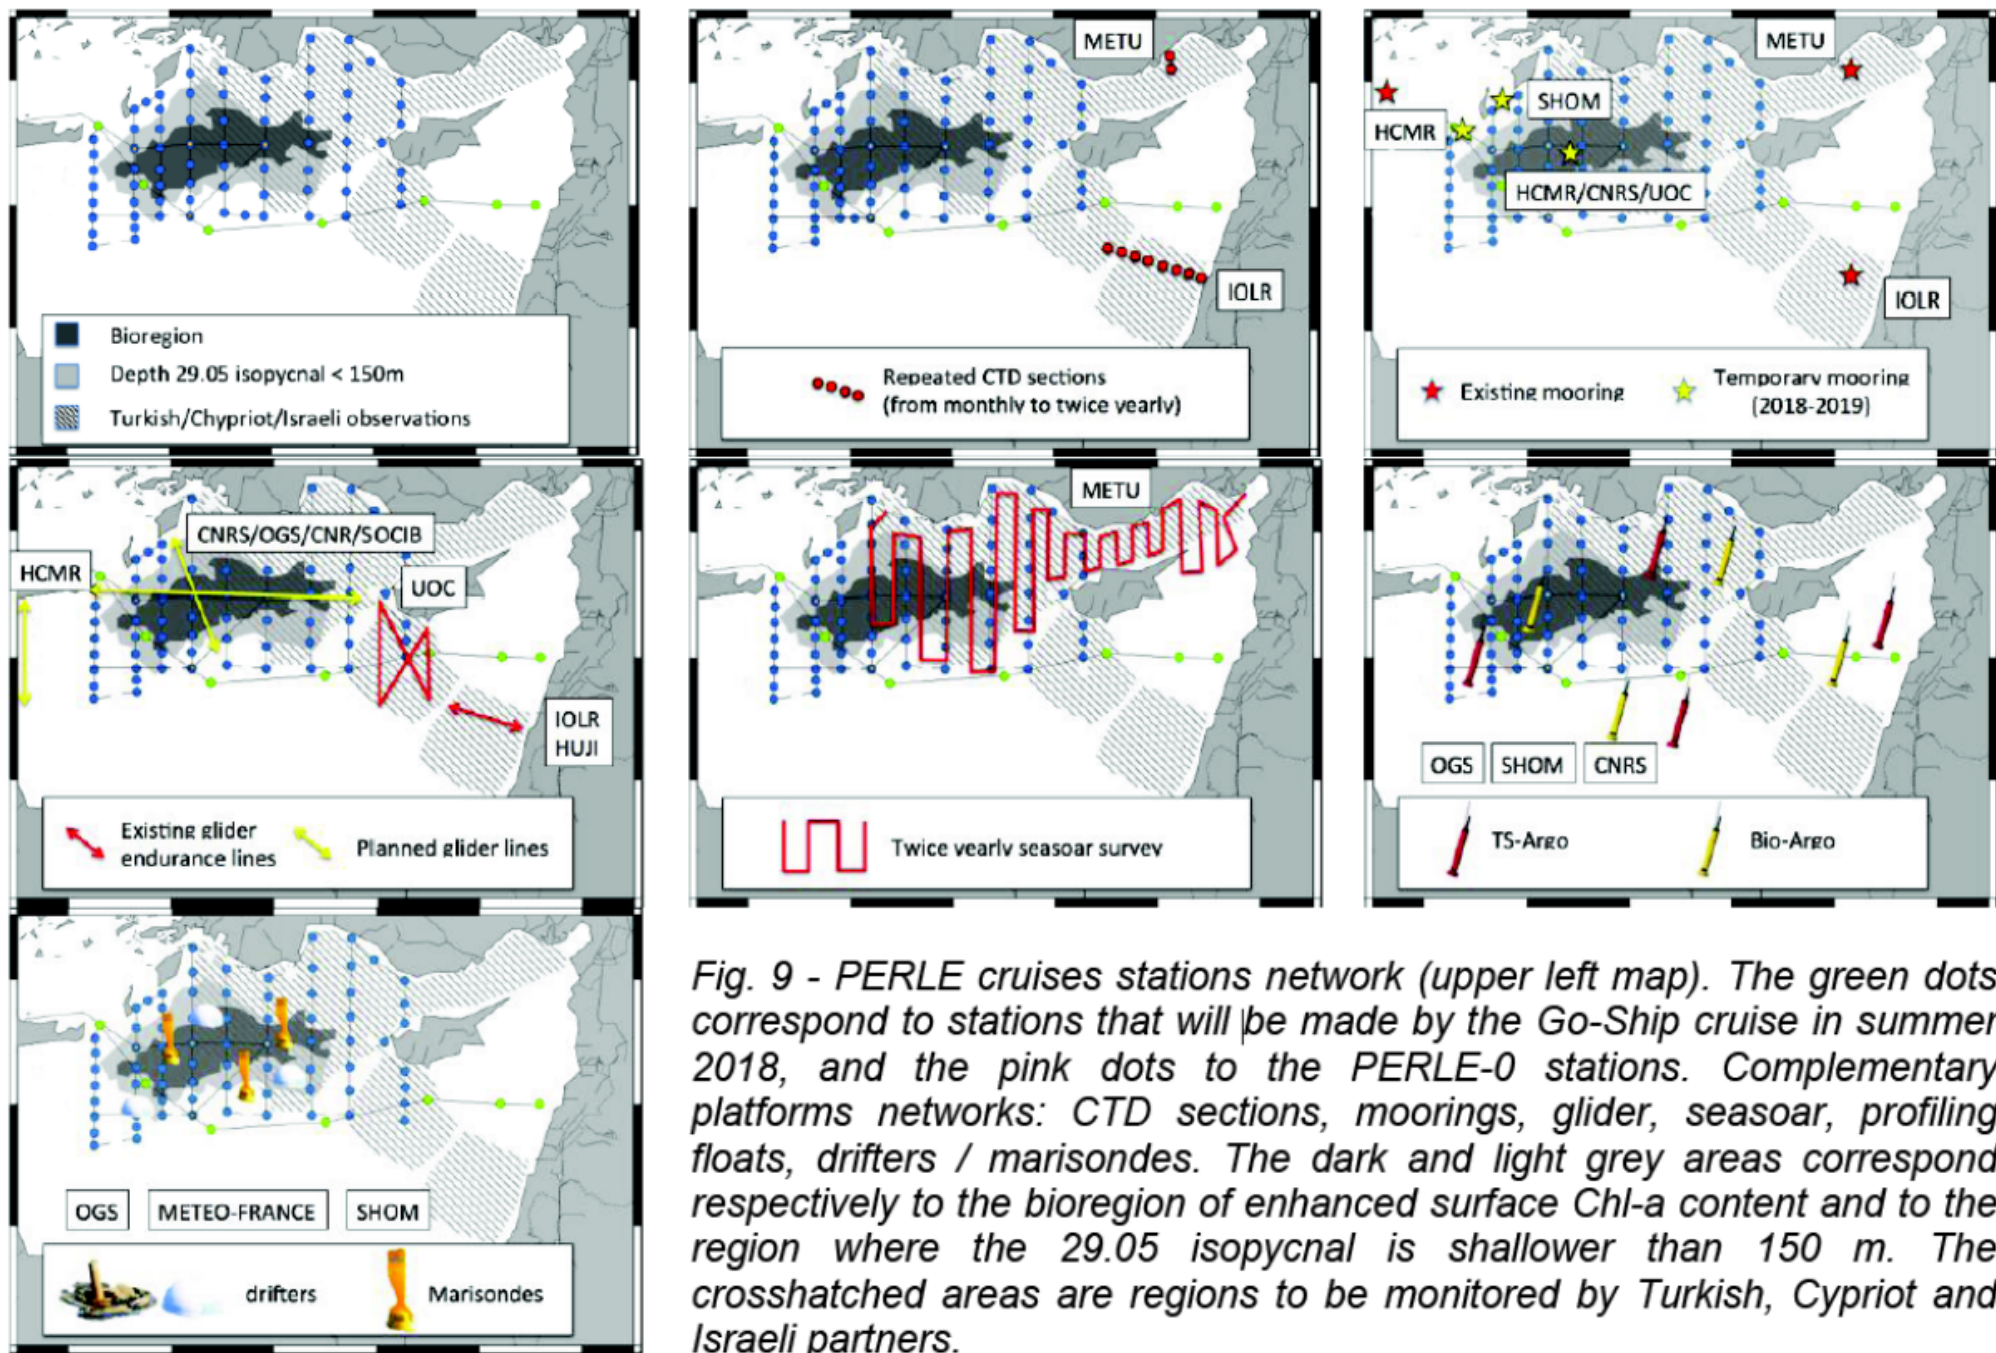 Bioregion
Depth 29.05 isopycnal < 150m
Turkish/Chypriot/Israeli observations
METU
IOLR
Repeated CTD sections
(from monthly to twice yearly)
METU
SHOM
HCMR
HCMR/CNRS/UOC
IOLR
Existing mooring
Temporary mooring
(2018-2019)
CNRS/OGS/CNR/SOCIB
HCMR
UOC
IOLR
HUJI
Existing glider
endurance lines
Planned glider lines
METU
Twice yearly seasoar survey
OGS
SHOM
CNRS
TS-Argo
Bio-Argo
OGS
METEO-FRANCE
SHOM
drifters
Marisondes
Fig. 9 - PERLE cruises stations network (upper left map). The green dots
correspond to stations that will be made by the Go-Ship cruise in summer
2018, and the pink dots to the PERLE-0 stations. Complementary
platforms networks: CTD sections, moorings, glider, seasoar, profiling
floats, drifters / marisondes. The dark and light grey areas correspond
respectively to the bioregion of enhanced surface Chl-a content and to the
region where the 29.05 isopycnal is shallower than 150 m. The
crosshatched areas are regions to be monitored by Turkish, Cypriot and
Israeli partners.